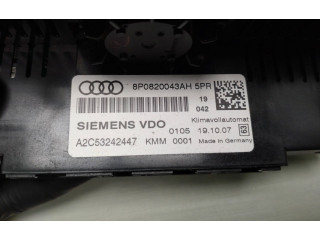 8P0820043AH 5PR
19
042
SIEMENS VDO
Klimavollautomat
0105 19.10.07
A2C53242447 KMM 0001
Made in Germany